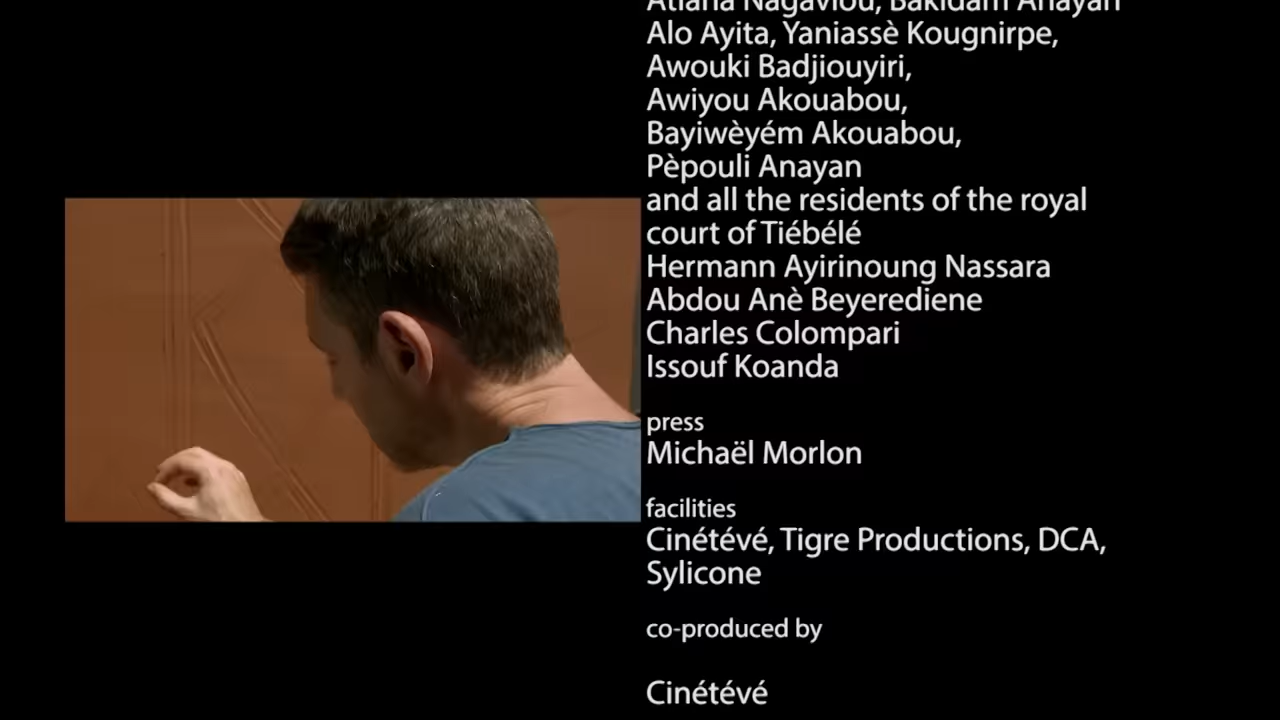 Alo Ayita, Yaniassè Kougnirpe,
Awouki Badjiouyiri,
Awiyou Akouabou,
Bayiwèyém Akouabou,
Pèpouli Anayan
and all the residents of the royal
court of Tiébélé
Hermann Ayirinoung Nassara
Abdou Anè Beyerediene
Charles Colompari
Issouf Koanda
press
Michaël Morlon
facilities
Cinétévé, Tigre Productions, DCA,
Sylicone
co-produced by
Cinétévé